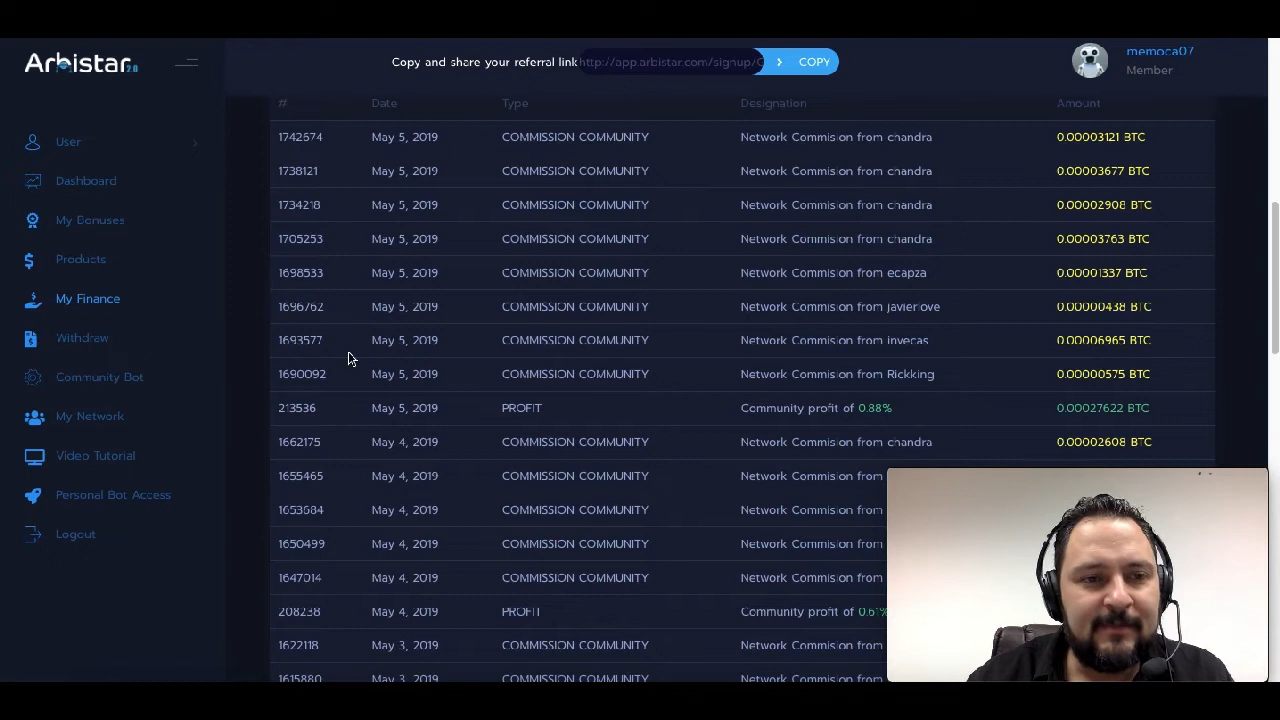 Arbistar 2.0
Copy and share your referral link http://app.arbistar.com/signup/ > COPY
memoca07
Member
User
Dashboard
My Bonuses
Products
My Finance
Withdraw
Community Bot
My Network
Video Tutorial
Personal Bot Access
Logout
# Date Type Designation Amount
1742674 May 5, 2019 COMMISSION COMMUNITY Network Commision from chandra 0.00003121 BTC
1738121 May 5, 2019 COMMISSION COMMUNITY Network Commision from chandra 0.00003677 BTC
1734218 May 5, 2019 COMMISSION COMMUNITY Network Commision from chandra 0.00002908 BTC
1705253 May 5, 2019 COMMISSION COMMUNITY Network Commision from chandra 0.00003763 BTC
1698533 May 5, 2019 COMMISSION COMMUNITY Network Commision from ecapza 0.00001337 BTC
1696762 May 5, 2019 COMMISSION COMMUNITY Network Commision from javierlove 0.00000438 BTC
1693577 May 5, 2019 COMMISSION COMMUNITY Network Commision from invecas 0.00006965 BTC
1690092 May 5, 2019 COMMISSION COMMUNITY Network Commision from Rickking 0.00000575 BTC
213536 May 5, 2019 PROFIT Community profit of 0.88% 0.00027622 BTC
1662175 May 4, 2019 COMMISSION COMMUNITY Network Commision from chandra 0.00002608 BTC
1655465 May 4, 2019 COMMISSION COMMUNITY Network Commision from
1653684 May 4, 2019 COMMISSION COMMUNITY Network Commision from
1650499 May 4, 2019 COMMISSION COMMUNITY Network Commision from
1647014 May 4, 2019 COMMISSION COMMUNITY Network Commision from
208238 May 4, 2019 PROFIT Community profit of 0.61%
1622118 May 3, 2019 COMMISSION COMMUNITY Network Commision from
1615880 May 3, 2019 COMMISSION COMMUNITY Network Commision from